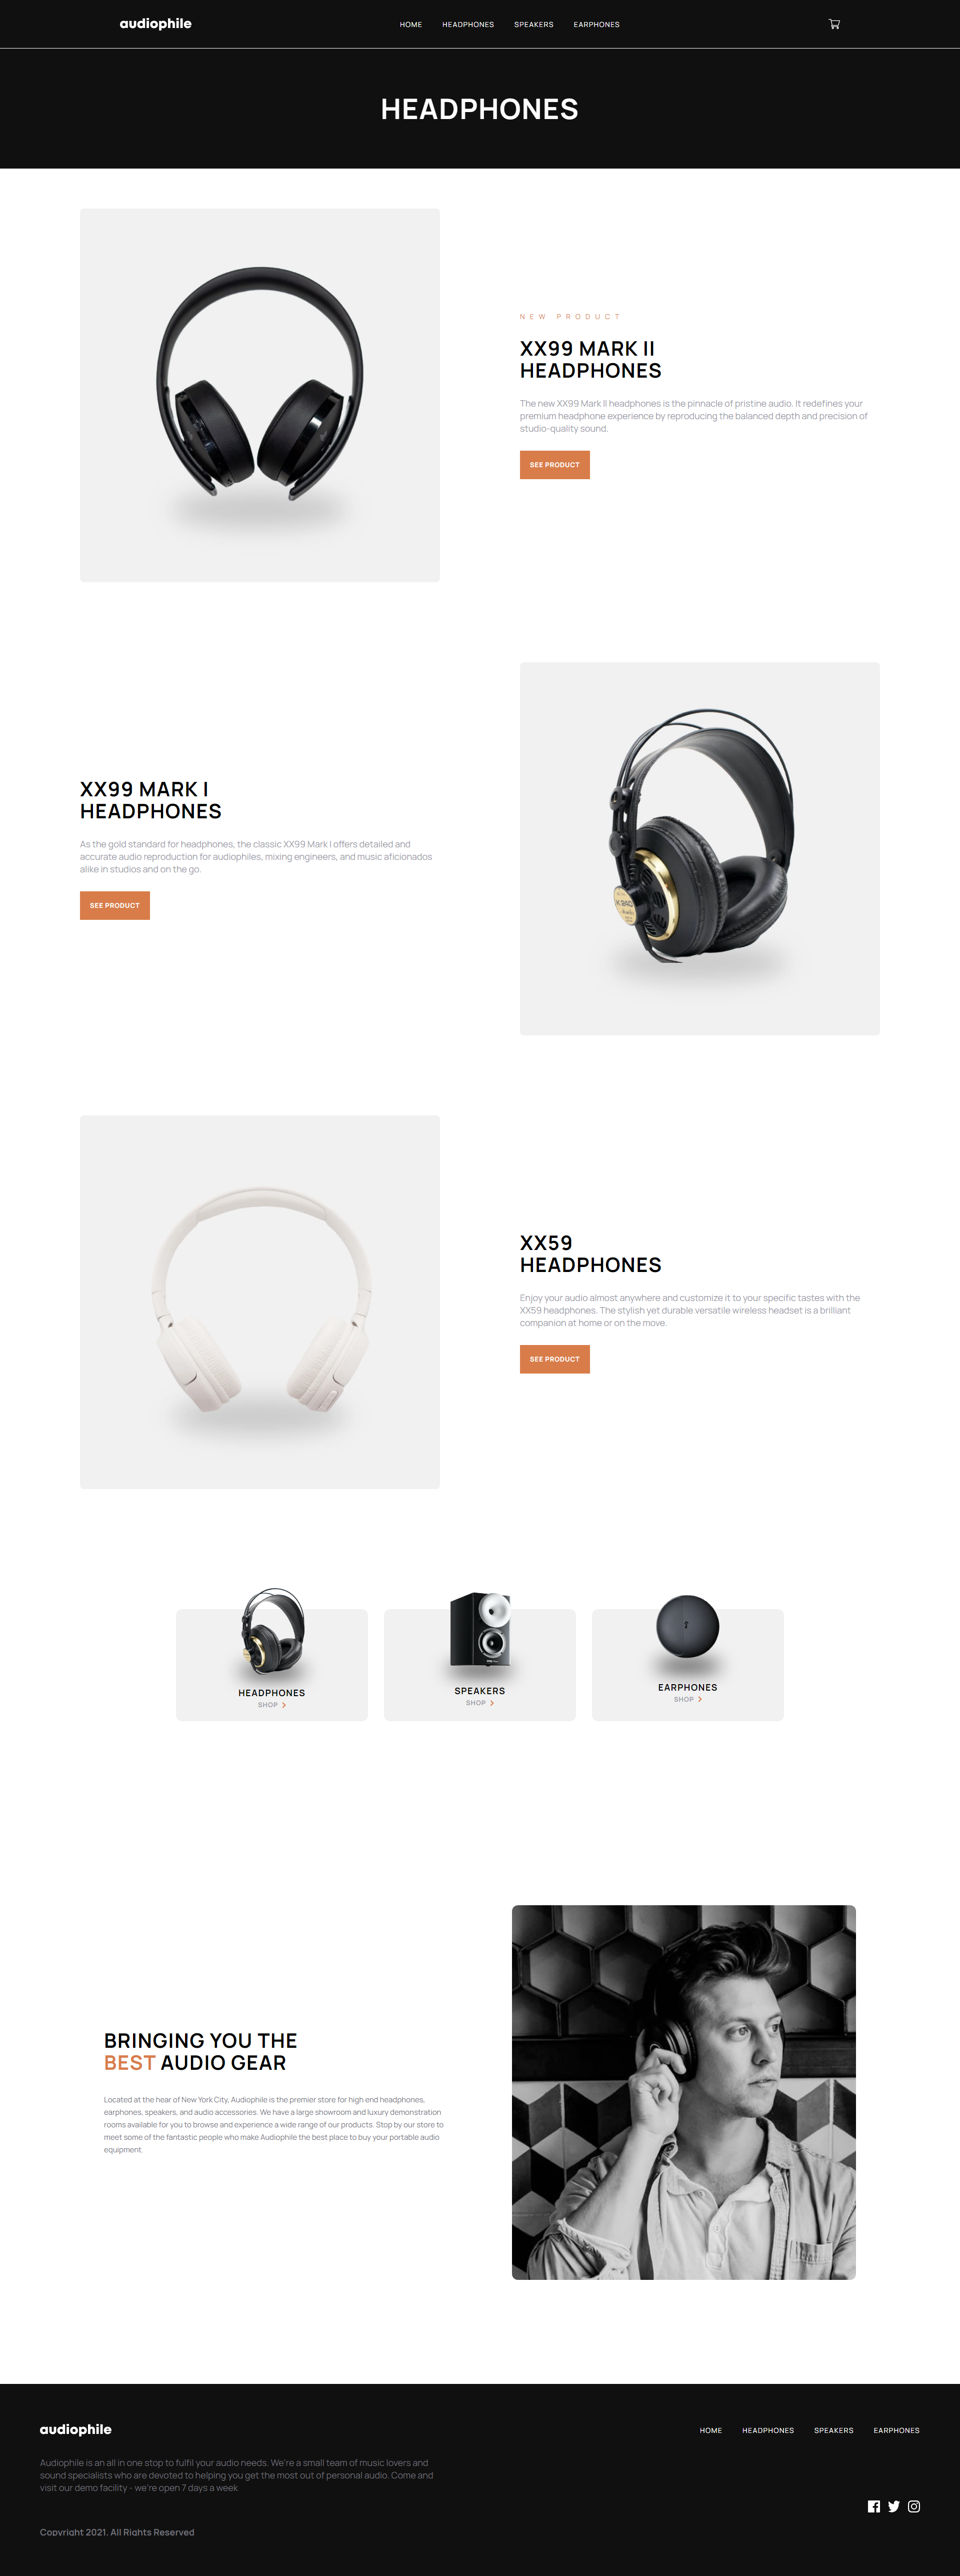 audiophile
HOME HEADPHONES SPEAKERS EARPHONES
HEADPHONES
NEW PRODUCT
XX99 MARK II
HEADPHONES
The new XX99 Mark II headphones is the pinnacle of pristine audio. It redefines your
premium headphone experience by reproducing the balanced depth and precision of
studio-quality sound.
SEE PRODUCT
XX99 MARK I
HEADPHONES
As the gold standard for headphones, the classic XX99 Mark I offers detailed and
accurate audio reproduction for audiophiles, mixing engineers, and music aficionados
alike in studios and on the go.
SEE PRODUCT
K 240
XX59
HEADPHONES
Enjoy your audio almost anywhere and customize it to your specific tastes with the
XX59 headphones. The stylish yet durable versatile wireless headset is a brilliant
companion at home or on the move.
SEE PRODUCT
HEADPHONES
SHOP
SPEAKERS
SHOP
EARPHONES
SHOP
BRINGING YOU THE
BEST AUDIO GEAR
Located at the hear of New York City, Audiophile is the premier store for high end headphones,
earphones, speakers, and audio accessories. We have a large showroom and luxury demonstration
rooms available for you to browse and experience a wide range of our products. Stop by our store to
meet some of the fantastic people who make Audiophile the best place to buy your portable audio
equipment.
audiophile
HOME HEADPHONES SPEAKERS EARPHONES
Audiophile is an all in one stop to fulfil your audio needs. We're a small team of music lovers and
sound specialists who are devoted to helping you get the most out of personal audio. Come and
visit our demo facility - we're open 7 days a week
Copyright 2021. All Rights Reserved